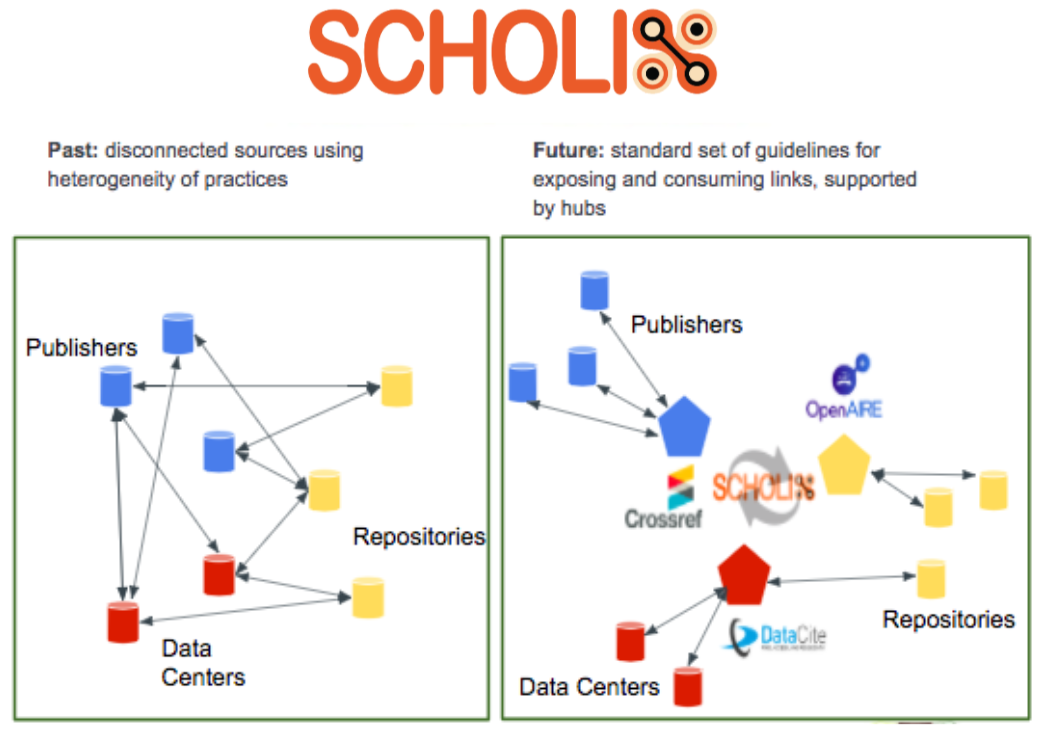 SCHOLIX
Past: disconnected sources using
heterogeneity of practices
Future: standard set of guidelines for
exposing and consuming links, supported
by hubs
Publishers
Repositories
Data
Centers
Publishers
OpenAIRE
SCHOLIX
Crossref
DataCite
Repositories
Data Centers